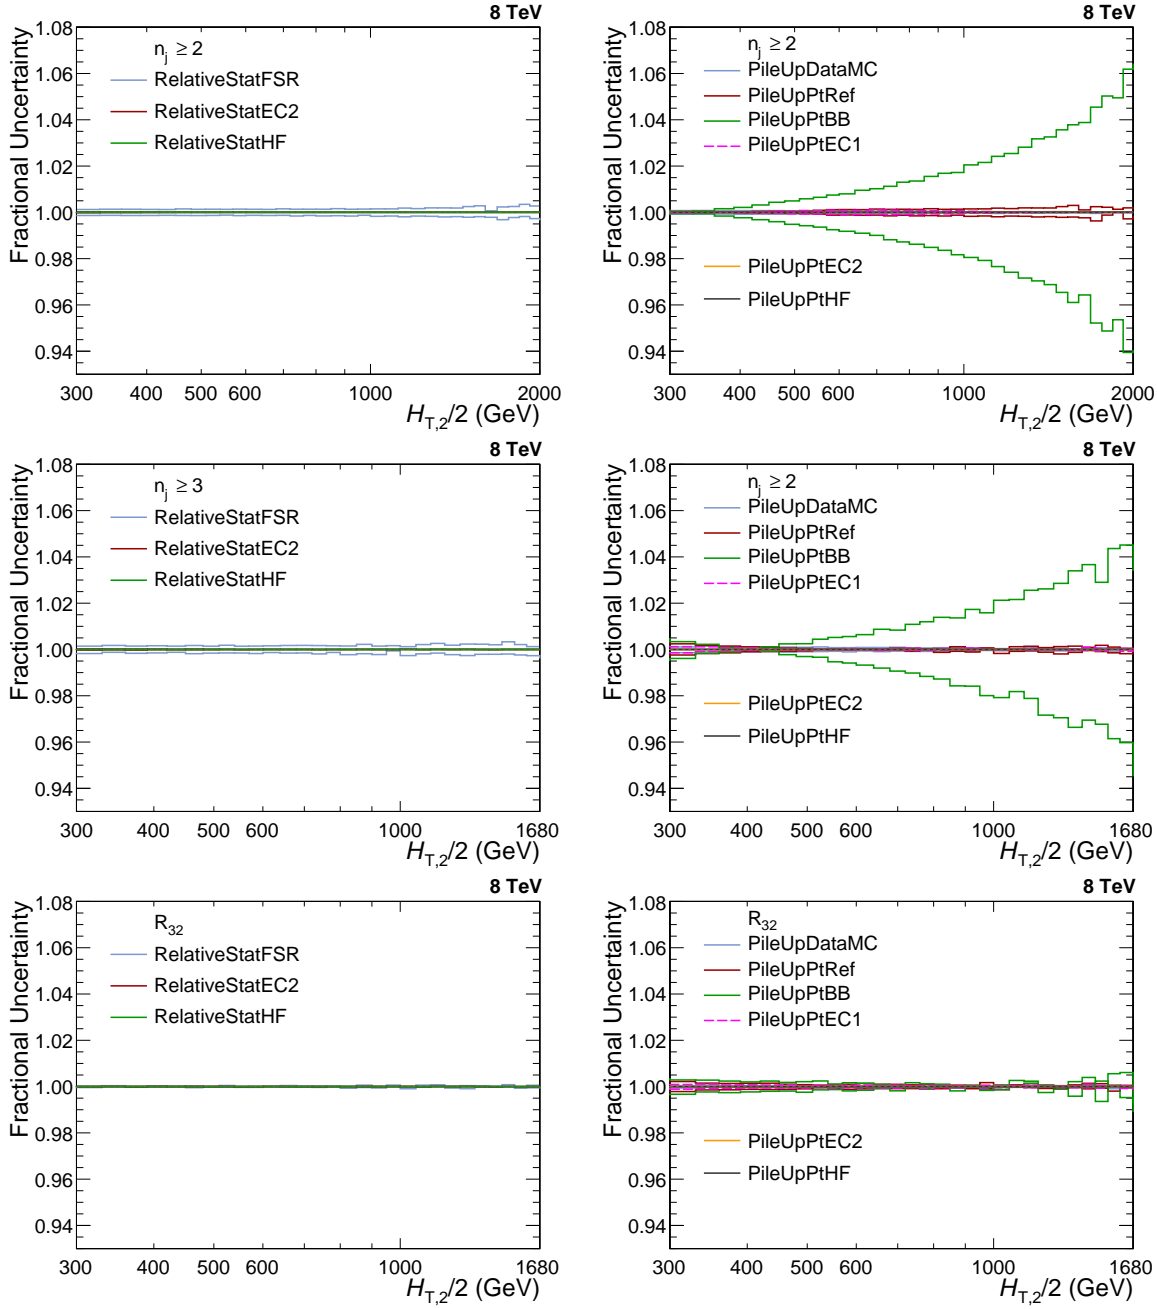 8 TeV
Fractional Uncertainty
1.08
1.06
1.04
1.02
1.00
0.98
0.96
0.94
n_j ≥ 2
RelativeStatFSR
RelativeStatEC2
RelativeStatHF
300 400 500 600 1000 2000
H_T,2/2 (GeV)
8 TeV
Fractional Uncertainty
1.08
1.06
1.04
1.02
1.00
0.98
0.96
0.94
n_j ≥ 2
PileUpDataMC
PileUpPtRef
PileUpPtBB
PileUpPtEC1
PileUpPtEC2
PileUpPtHF
300 400 500 600 1000 2000
H_T,2/2 (GeV)
8 TeV
Fractional Uncertainty
1.08
1.06
1.04
1.02
1.00
0.98
0.96
0.94
n_j ≥ 3
RelativeStatFSR
RelativeStatEC2
RelativeStatHF
300 400 500 600 1000 1680
H_T,2/2 (GeV)
8 TeV
Fractional Uncertainty
1.08
1.06
1.04
1.02
1.00
0.98
0.96
0.94
n_j ≥ 2
PileUpDataMC
PileUpPtRef
PileUpPtBB
PileUpPtEC1
PileUpPtEC2
PileUpPtHF
300 400 500 600 1000 1680
H_T,2/2 (GeV)
8 TeV
Fractional Uncertainty
1.08
1.06
1.04
1.02
1.00
0.98
0.96
0.94
R_32
RelativeStatFSR
RelativeStatEC2
RelativeStatHF
300 400 500 600 1000 1680
H_T,2/2 (GeV)
8 TeV
Fractional Uncertainty
1.08
1.06
1.04
1.02
1.00
0.98
0.96
0.94
R_32
PileUpDataMC
PileUpPtRef
PileUpPtBB
PileUpPtEC1
PileUpPtEC2
PileUpPtHF
300 400 500 600 1000 1680
H_T,2/2 (GeV)